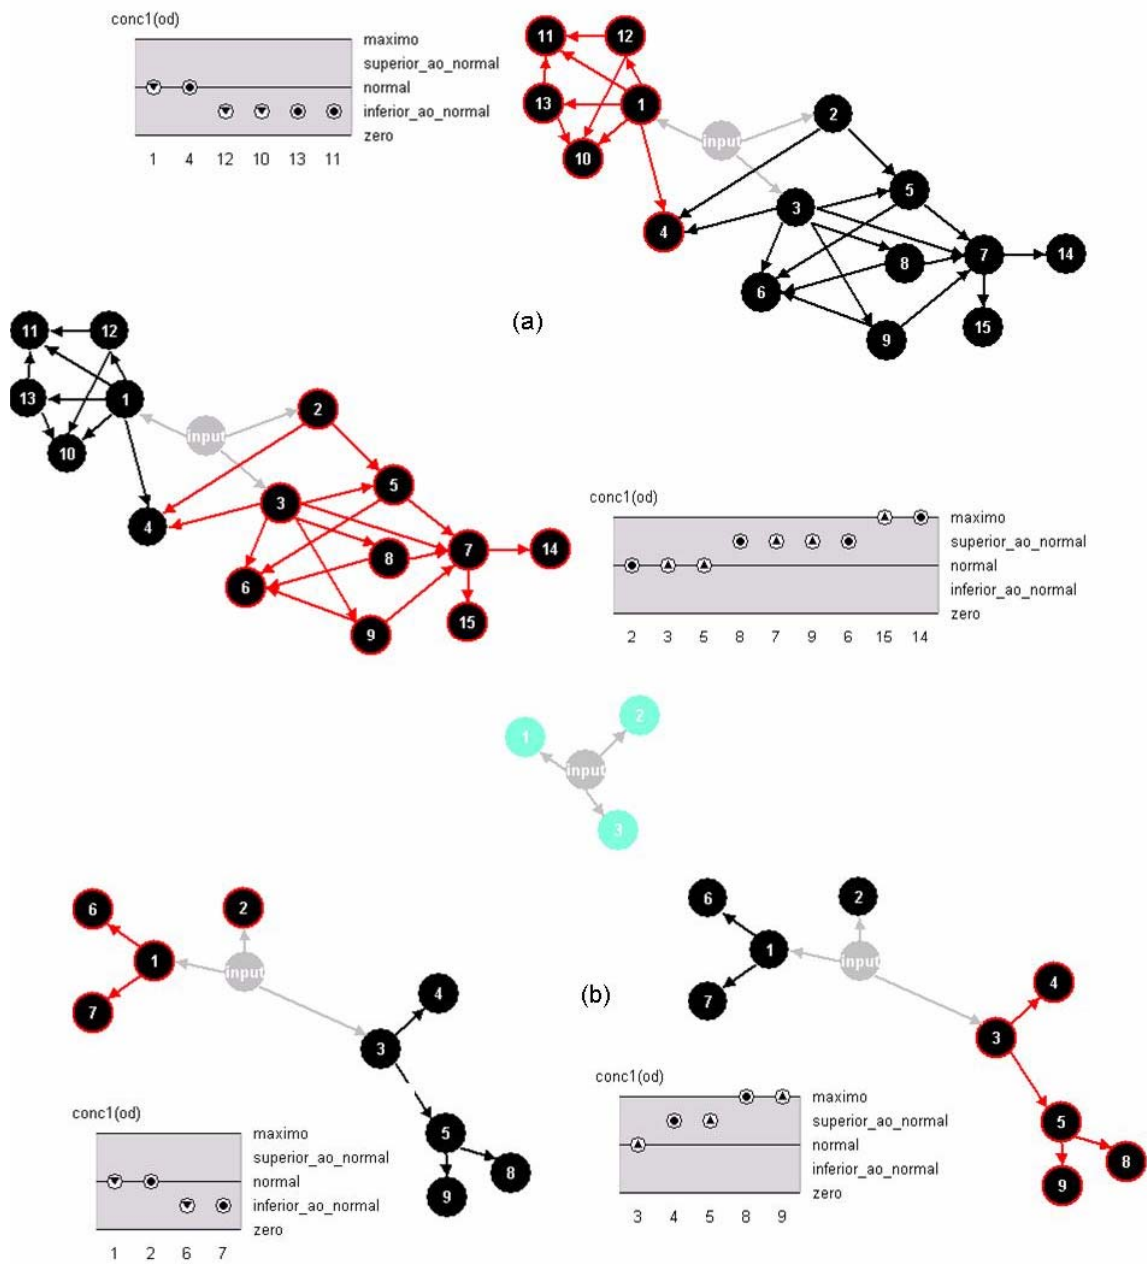 conc1(od)
maximo
superior_ao_normal
normal
inferior_ao_normal
zero
1 4 12 10 13 11
11 12
13 1
input
2
10
5
3
4
7 14
8
6
15
9
(a)
11 12
13 1
2
input
10
5
3
4
7 14
8
6
15
9
conc1(od)
maximo
superior_ao_normal
normal
inferior_ao_normal
zero
2 3 5 8 7 9 6 15 14
2
1
input
3
6 2
1
input
4
7
3
5
8
9
conc1(od)
maximo
superior_ao_normal
normal
inferior_ao_normal
zero
1 2 6 7
(b)
6 2
1 input
4
7
3
5
8
9
conc1(od)
maximo
superior_ao_normal
normal
inferior_ao_normal
zero
3 4 5 8 9